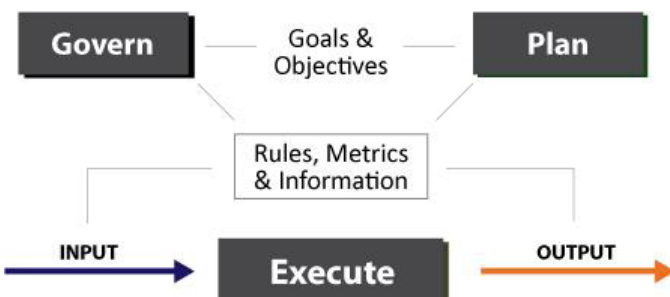 Govern
Goals &
Objectives
Plan
Rules, Metrics
& Information
INPUT
Execute
OUTPUT